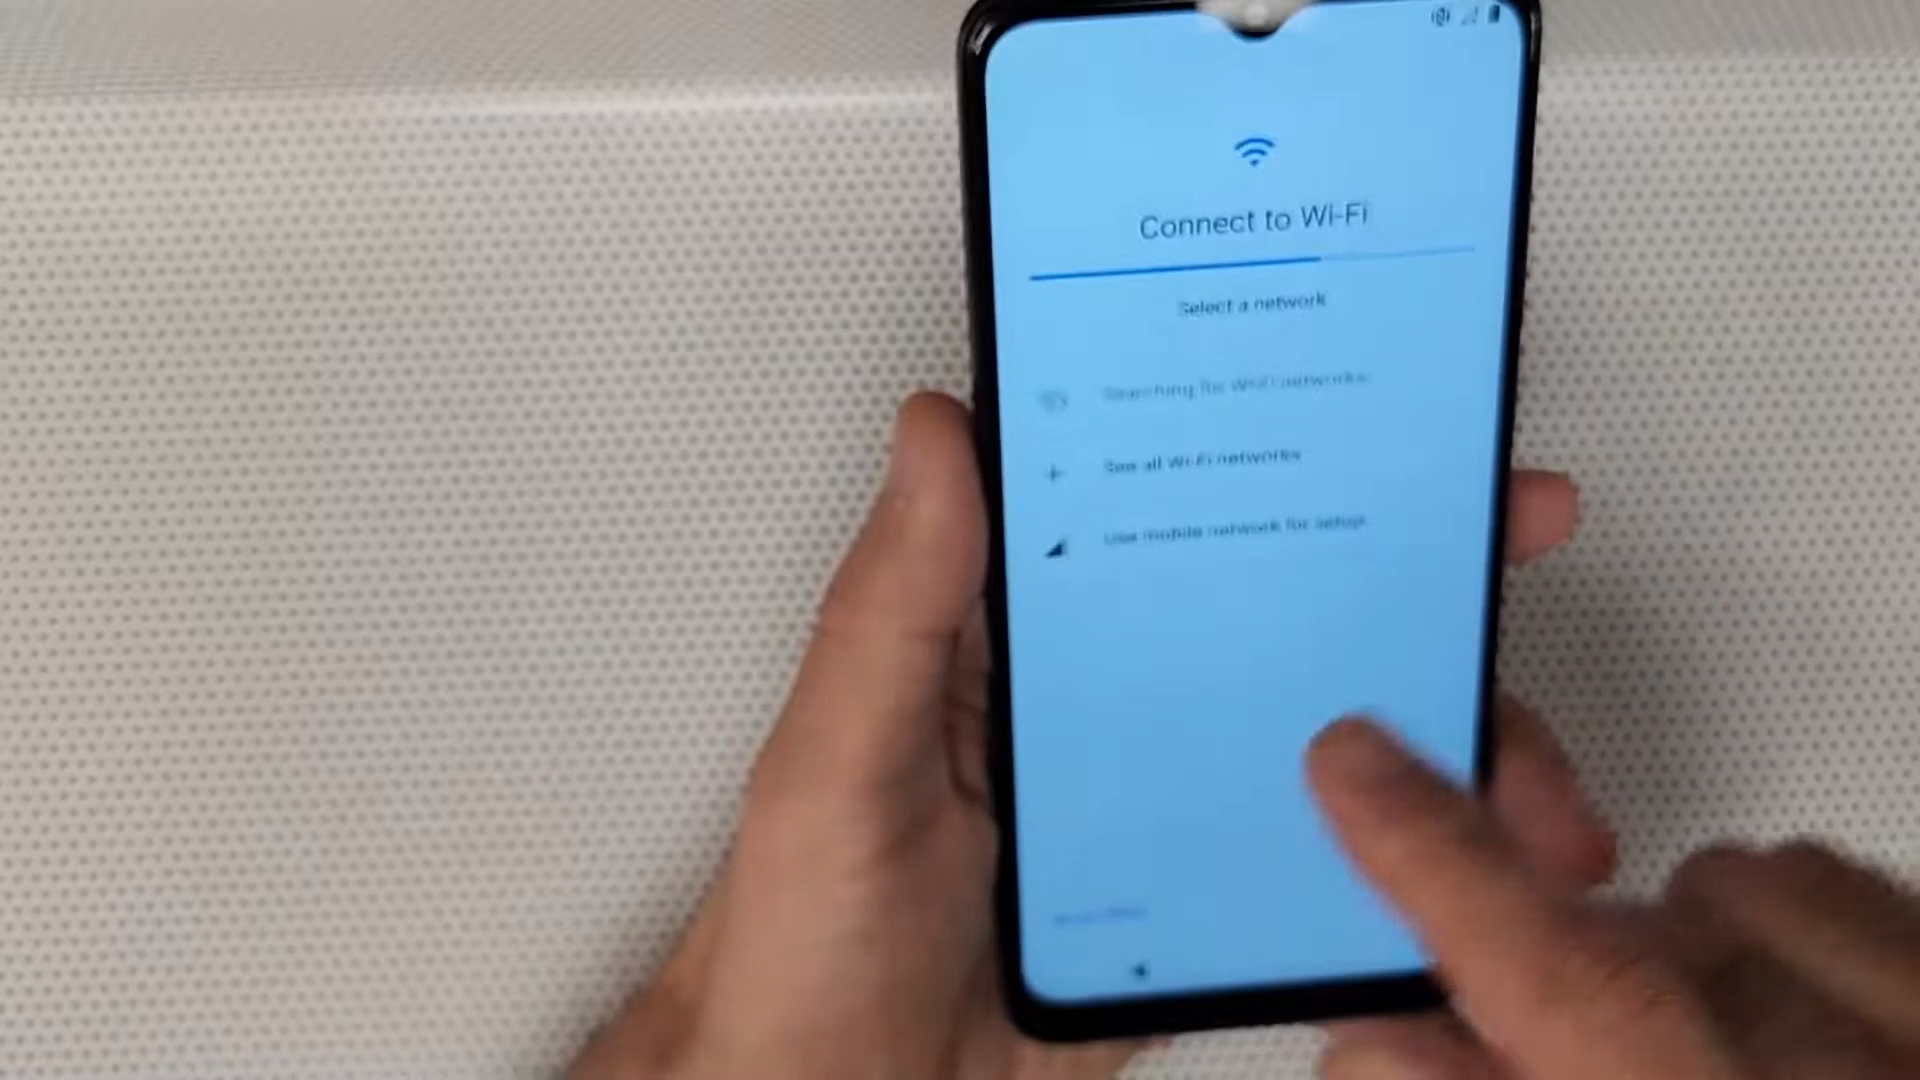 Connect to Wi-Fi
Select a network
Searching for Wi-Fi networks
See all Wi-Fi networks
Use mobile network for setup